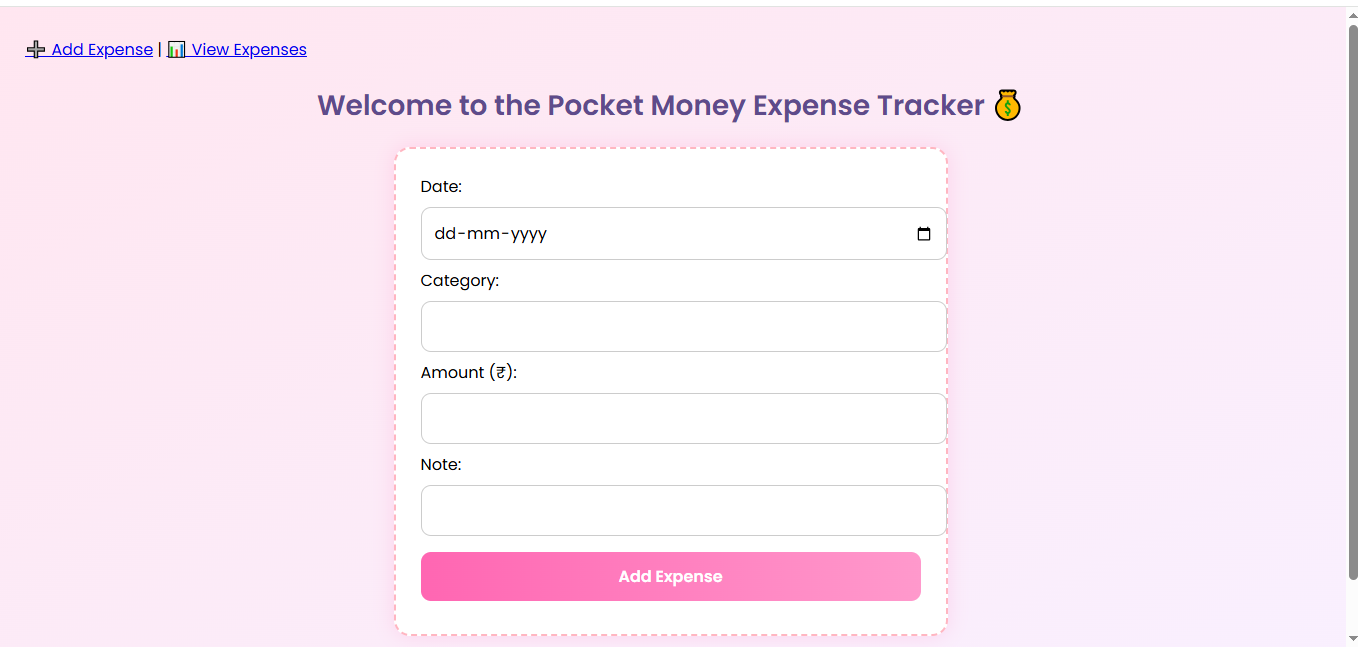 ➕ Add Expense | 📊 View Expenses
Welcome to the Pocket Money Expense Tracker 💰
Date:
dd-mm-yyyy
Category:
Amount (₹):
Note:
Add Expense